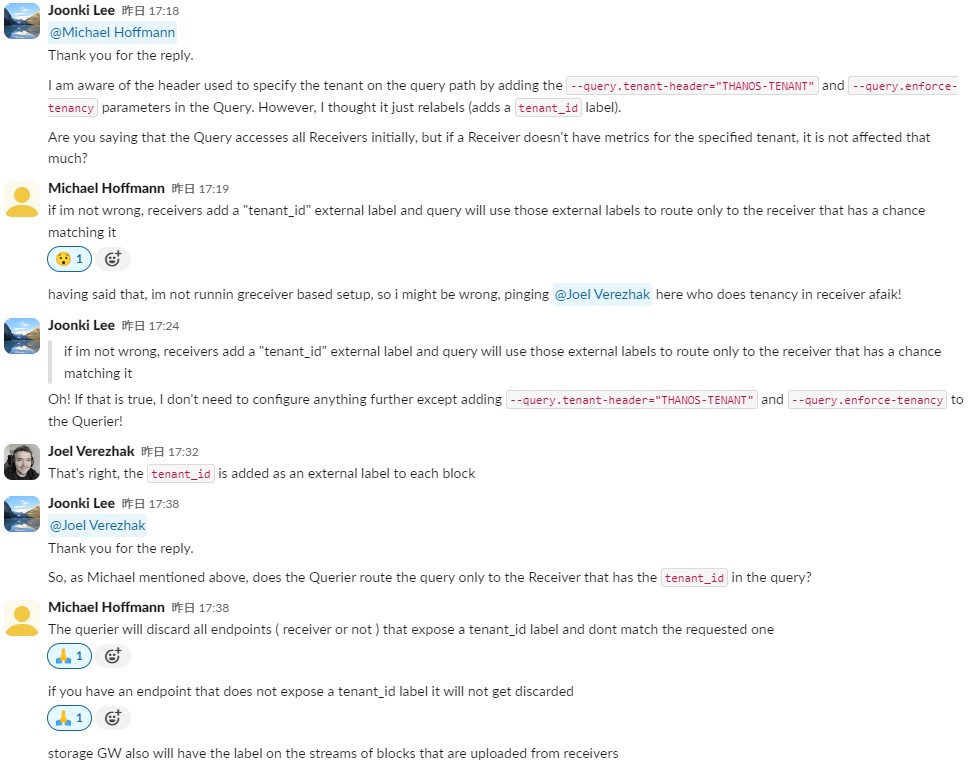 Joonki Lee 昨日 17:18
@Michael Hoffmann
Thank you for the reply.
I am aware of the header used to specify the tenant on the query path by adding the --query.tenant-header="THANOS-TENANT" and --query.enforce-
tenancy parameters in the Query. However, I thought it just relabels (adds a tenant_id label).
Are you saying that the Query accesses all Receivers initially, but if a Receiver doesn't have metrics for the specified tenant, it is not affected that
much?
Michael Hoffmann 昨日 17:19
if im not wrong, receivers add a "tenant_id" external label and query will use those external labels to route only to the receiver that has a chance
matching it
😯 1
having said that, im not runnin greceiver based setup, so i might be wrong, pinging @Joel Verezhak here who does tenancy in receiver afaik!
Joonki Lee 昨日 17:24
if im not wrong, receivers add a "tenant_id" external label and query will use those external labels to route only to the receiver that has a chance
matching it
Oh! If that is true, I don't need to configure anything further except adding --query.tenant-header="THANOS-TENANT" and --query.enforce-tenancy to
the Querier!
Joel Verezhak 昨日 17:32
That's right, the tenant_id is added as an external label to each block
Joonki Lee 昨日 17:38
@Joel Verezhak
Thank you for the reply.
So, as Michael mentioned above, does the Querier route the query only to the Receiver that has the tenant_id in the query?
Michael Hoffmann 昨日 17:38
The querier will discard all endpoints ( receiver or not ) that expose a tenant_id label and dont match the requested one
🙏 1
if you have an endpoint that does not expose a tenant_id label it will not get discarded
🙏 1
storage GW also will have the label on the streams of blocks that are uploaded from receivers